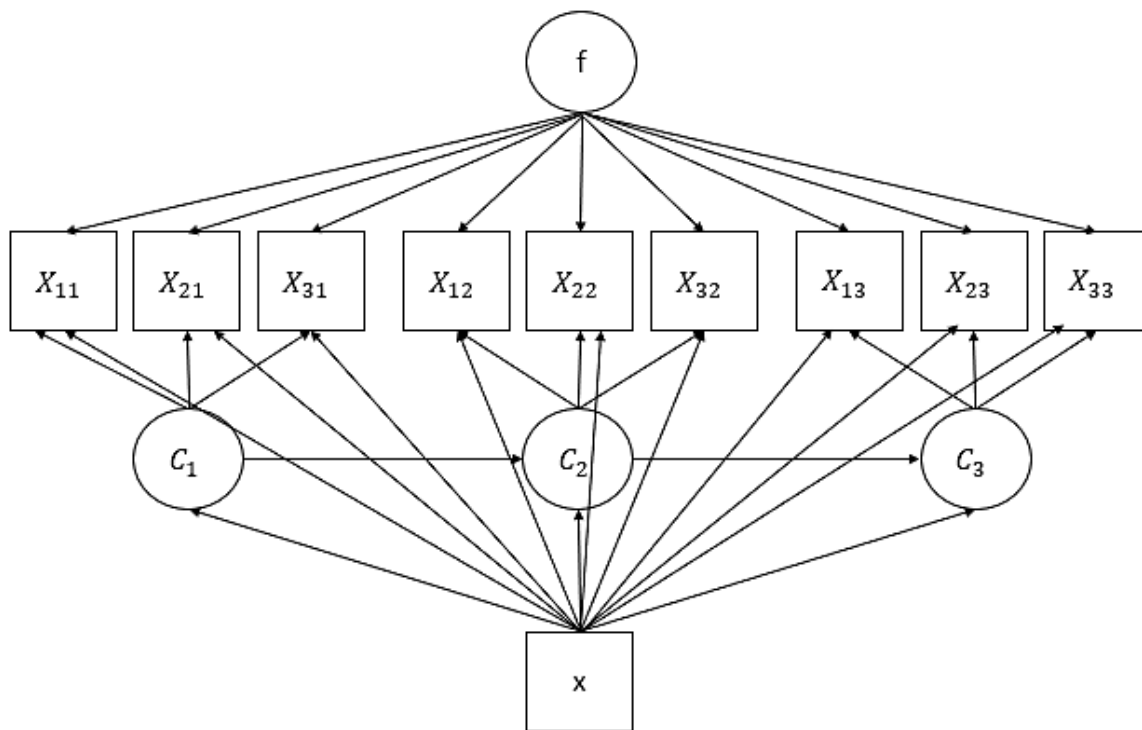 f
X₁₁ X₂₁ X₃₁ X₁₂ X₂₂ X₃₂ X₁₃ X₂₃ X₃₃
C₁ C₂ C₃
x